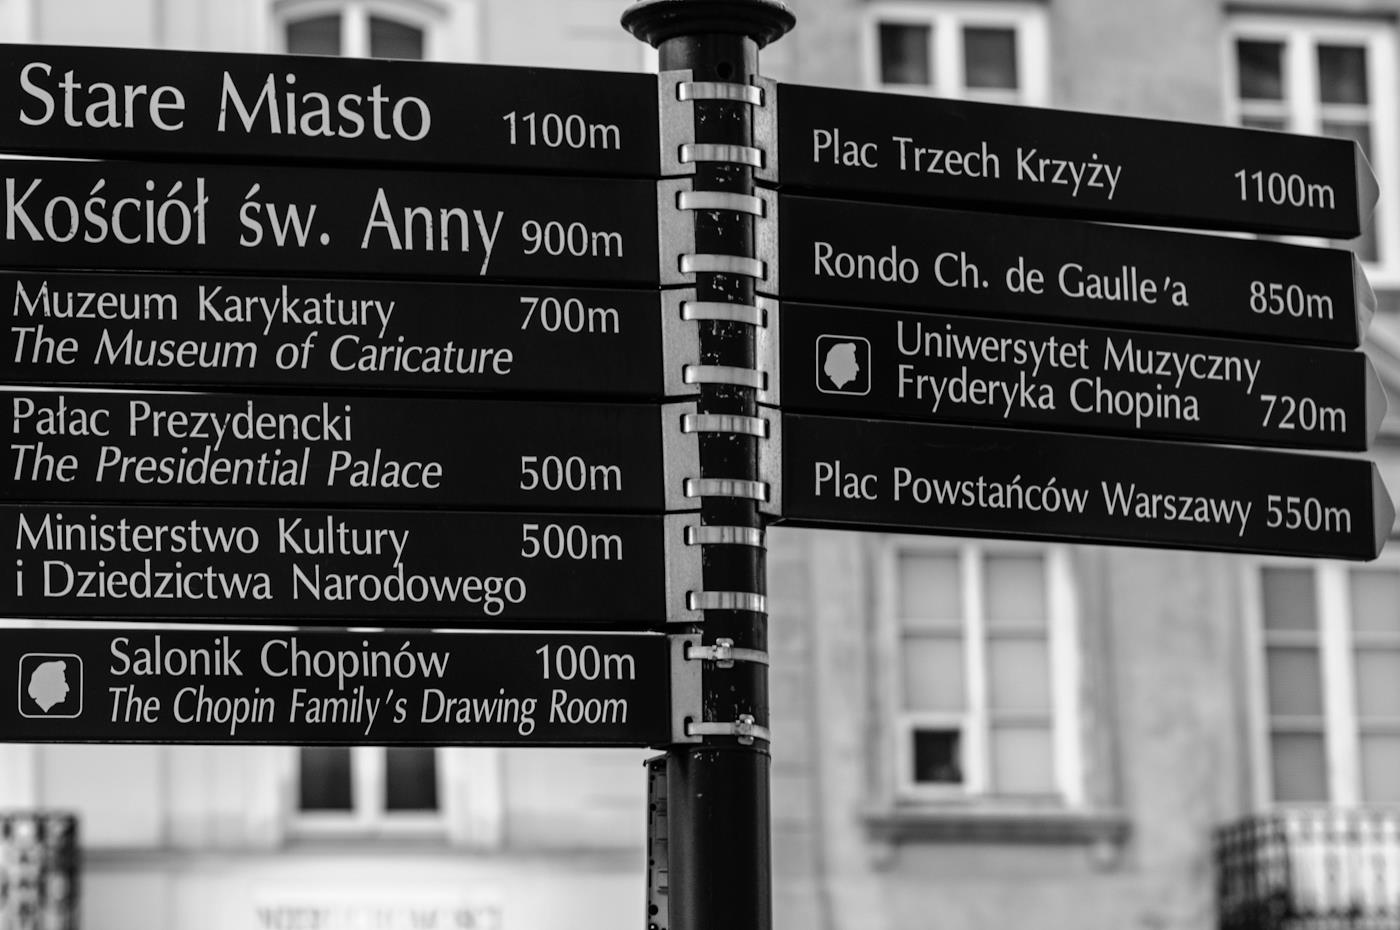 Stare Miasto 1100m
Kościół św. Anny 900m
Muzeum Karykatury 700m
The Museum of Caricature
Pałac Prezydencki
The Presidential Palace 500m
Ministerstwo Kultury 500m
i Dziedzictwa Narodowego
Salonik Chopinów 100m
The Chopin Family's Drawing Room
Plac Trzech Krzyży 1100m
Rondo Ch. de Gaulle'a 850m
Uniwersytet Muzyczny
Fryderyka Chopina 720m
Plac Powstańców Warszawy 550m